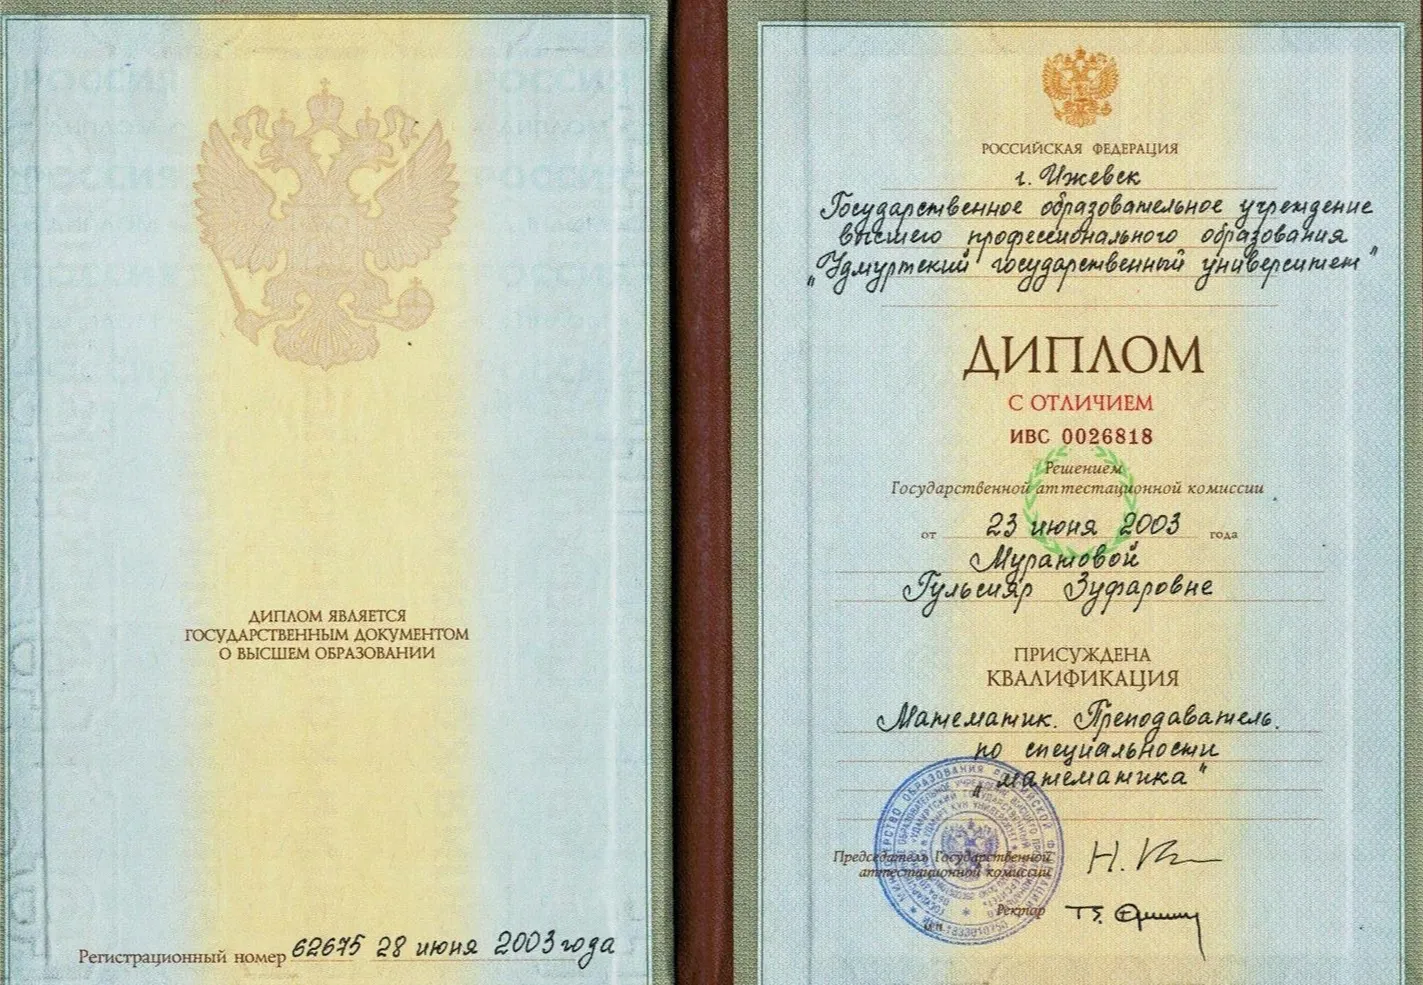 ДИПЛОМ ЯВЛЯЕТСЯ
ГОСУДАРСТВЕННЫМ ДОКУМЕНТОМ
О ВЫСШЕМ ОБРАЗОВАНИИ
Регистрационный номер 62675 28 июня 2003 года
РОССИЙСКАЯ ФЕДЕРАЦИЯ
г. Ижевск
Государственное образовательное учреждение
высшего профессионального образования
"Удмуртский государственный университет"
ДИПЛОМ
С ОТЛИЧИЕМ
ИВС 0026818
Решением
Государственной аттестационной комиссии
от 23 июня 2003 года
Муратовой
Гульсияр Зуфаровне
ПРИСУЖДЕНА
КВАЛИФИКАЦИЯ
Математик. Преподаватель.
по специальности
"математика"
Председатель Государственной
аттестационной комиссии
Ректор